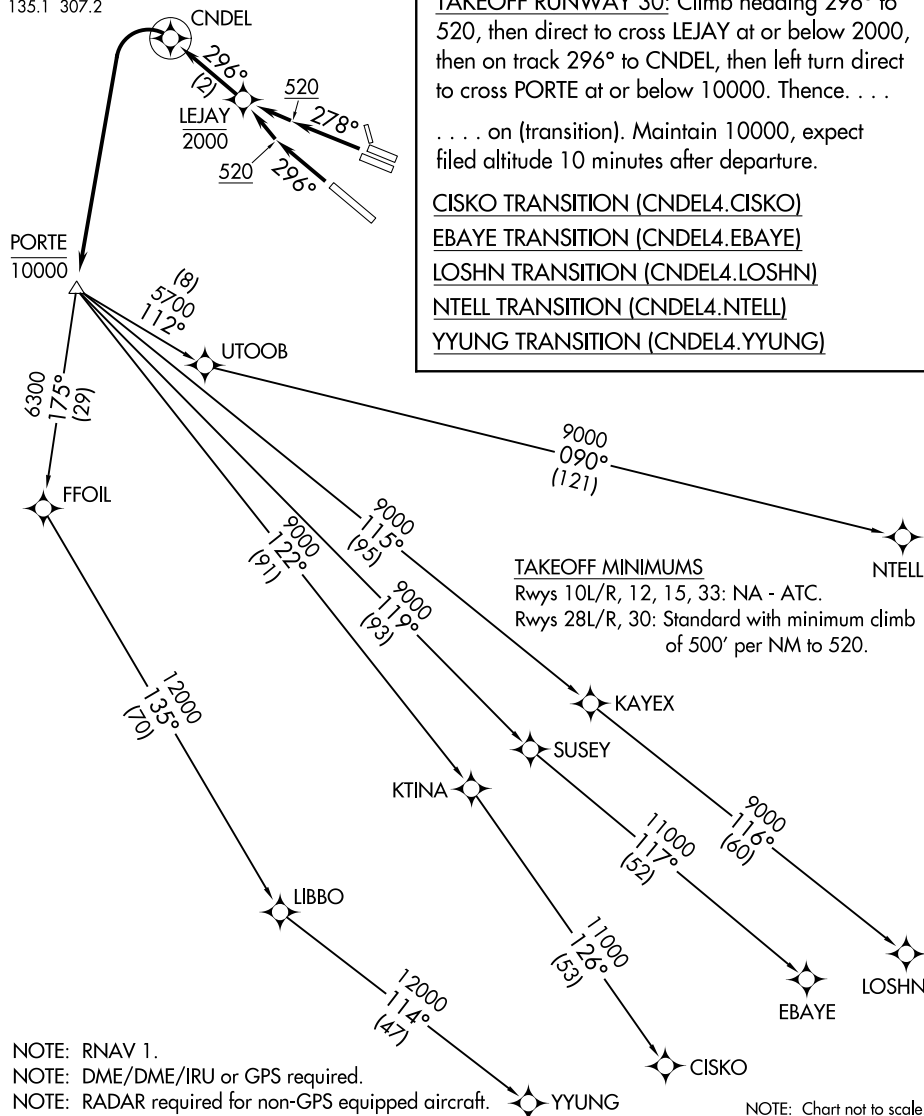 135.1 307.2
CNDEL
296°
(2)
LEJAY
2000
520
278°
520
296°
TAKEOFF RUNWAY 30: Climb heading 296° to
520, then direct to cross LEJAY at or below 2000,
then on track 296° to CNDEL, then left turn direct
to cross PORTE at or below 10000. Thence. . . .
. . . . on (transition). Maintain 10000, expect
filed altitude 10 minutes after departure.
CISKO TRANSITION (CNDEL4.CISKO)
EBAYE TRANSITION (CNDEL4.EBAYE)
LOSHN TRANSITION (CNDEL4.LOSHN)
NTELL TRANSITION (CNDEL4.NTELL)
YYUNG TRANSITION (CNDEL4.YYUNG)
PORTE
10000
(8)
5700
112°
UTOOB
6300
175°
(29)
FFOIL
9000
090°
(121)
NTELL
9000
115°
(95)
9000
122°
(91)
9000
119°
(93)
TAKEOFF MINIMUMS
Rwys 10L/R, 12, 15, 33: NA - ATC.
Rwys 28L/R, 30: Standard with minimum climb
of 500' per NM to 520.
12000
135°
(70)
KAYEX
SUSEY
KTINA
9000
116°
(60)
11000
117°
(52)
LIBBO
11000
126°
(53)
LOSHN
EBAYE
12000
114°
(47)
CISKO
NOTE: RNAV 1.
NOTE: DME/DME/IRU or GPS required.
NOTE: RADAR required for non-GPS equipped aircraft.
YYUNG
NOTE: Chart not to scale